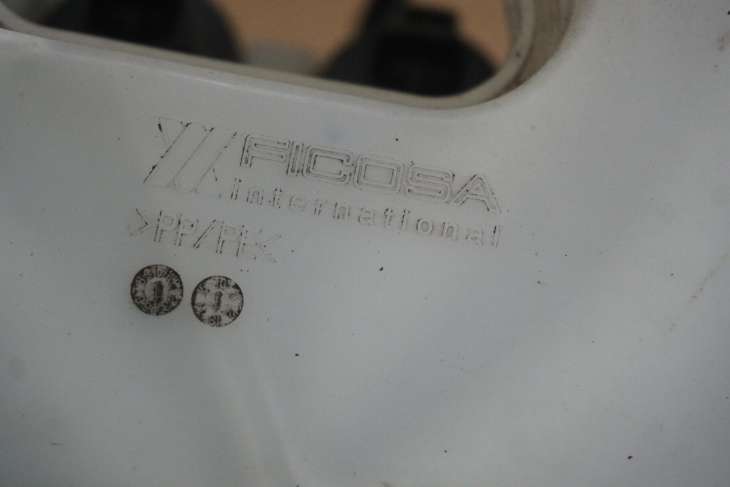 FICOSA
international
>PP/PE<